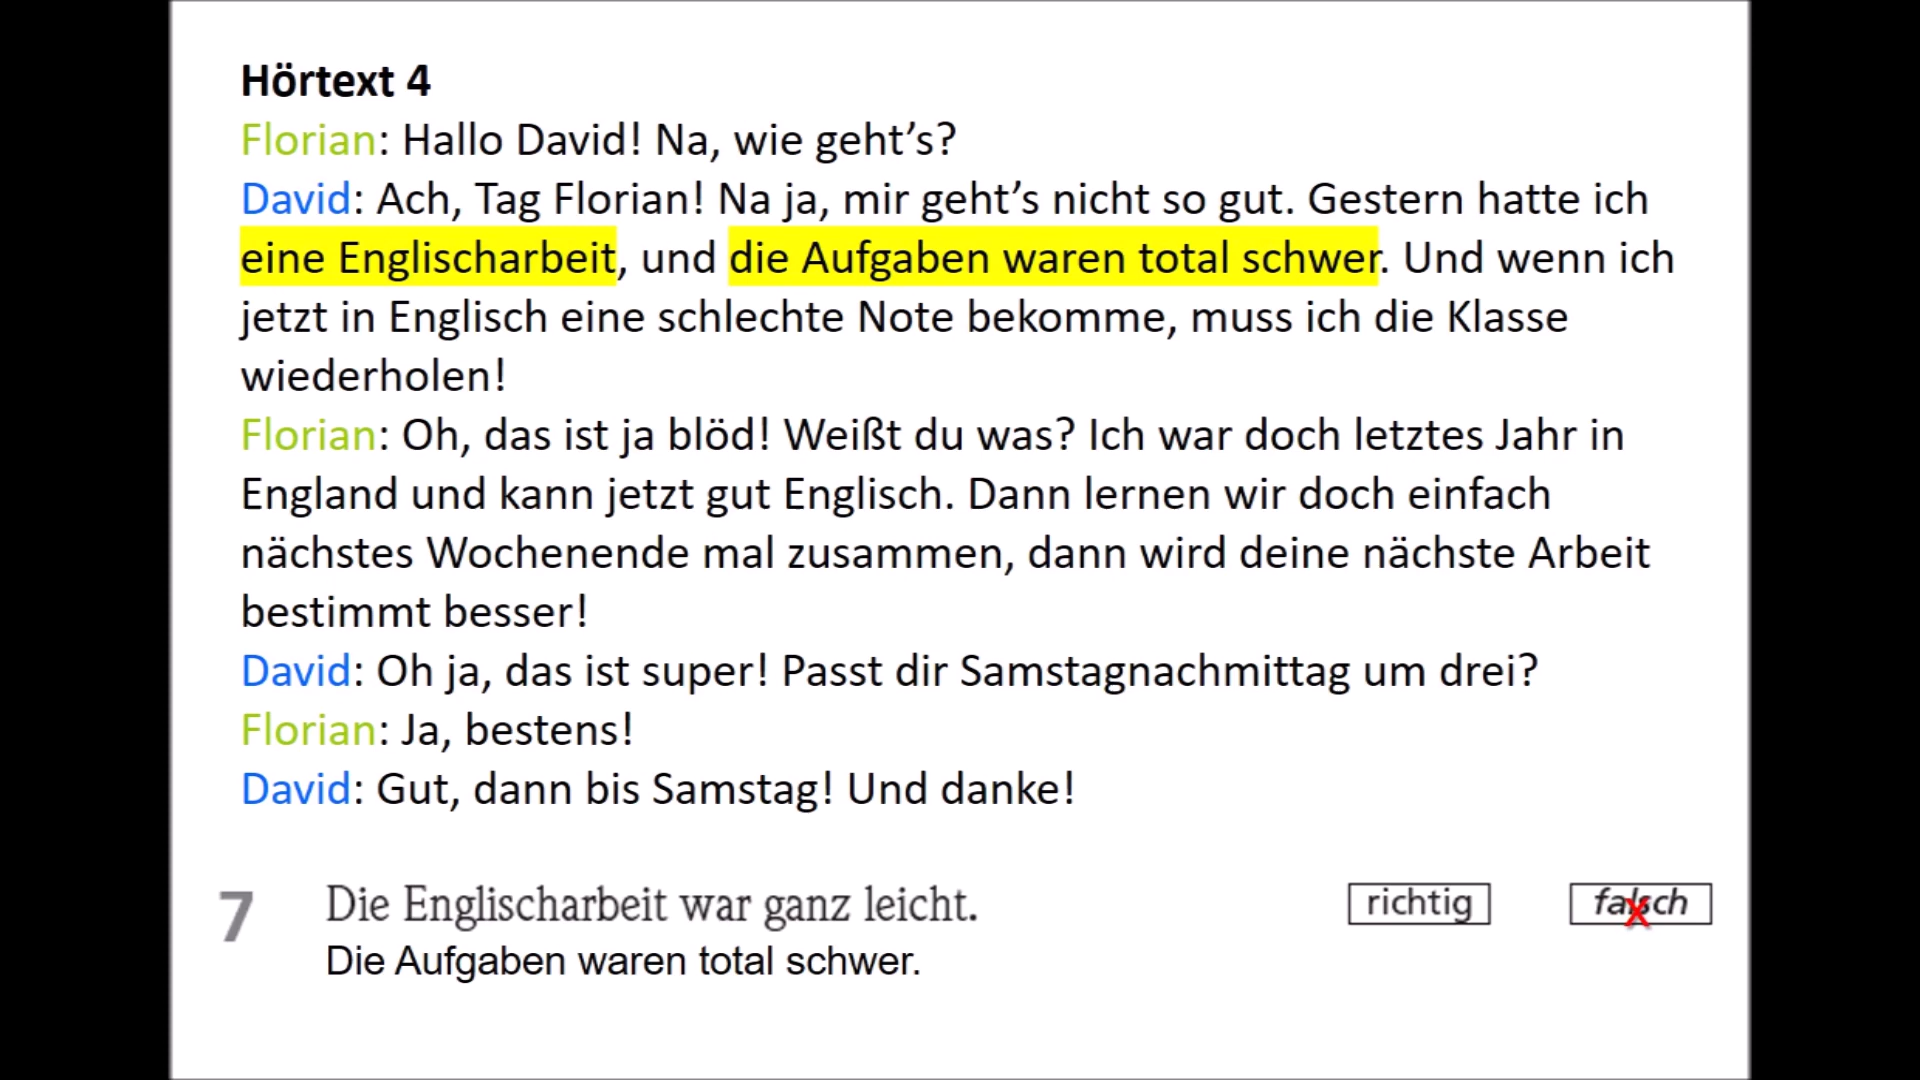 Hörtext 4
Florian: Hallo David! Na, wie geht’s?
David: Ach, Tag Florian! Na ja, mir geht’s nicht so gut. Gestern hatte ich
eine Englischarbeit, und die Aufgaben waren total schwer. Und wenn ich
jetzt in Englisch eine schlechte Note bekomme, muss ich die Klasse
wiederholen!
Florian: Oh, das ist ja blöd! Weißt du was? Ich war doch letztes Jahr in
England und kann jetzt gut Englisch. Dann lernen wir doch einfach
nächstes Wochenende mal zusammen, dann wird deine nächste Arbeit
bestimmt besser!
David: Oh ja, das ist super! Passt dir Samstagnachmittag um drei?
Florian: Ja, bestens!
David: Gut, dann bis Samstag! Und danke!
7 Die Englischarbeit war ganz leicht. richtig falsch
Die Aufgaben waren total schwer.